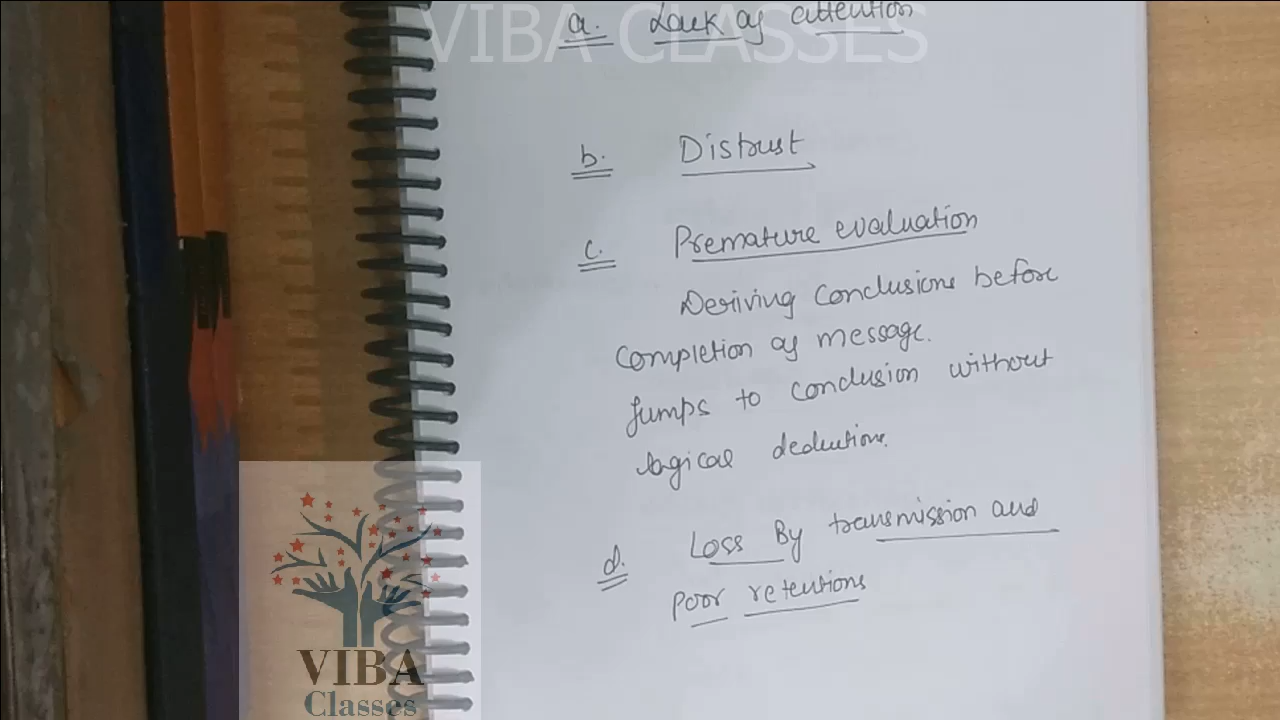 VIBA CLASSES
a. Lack of attention
b. Distrust
c. Premature evaluation
Deriving conclusions before
completion of message.
Jumps to conclusion without
logical deductions.
d. Loss By transmission and
poor retentions
VIBA
Classes